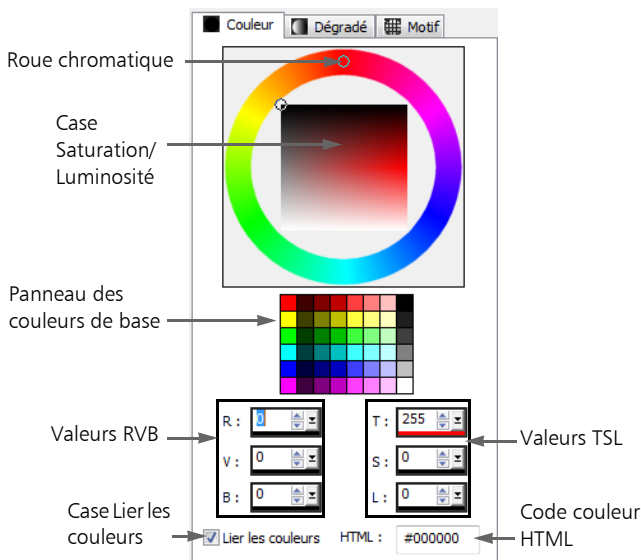 Couleur Dégradé Motif
Roue chromatique
Case
Saturation/
Luminosité
Panneau des
couleurs de base
Valeurs RVB
R : 0
V : 0
B : 0
T : 255
S : 0
L : 0
Valeurs TSL
Case Lier les
couleurs
Lier les couleurs
HTML : #000000
Code couleur
HTML